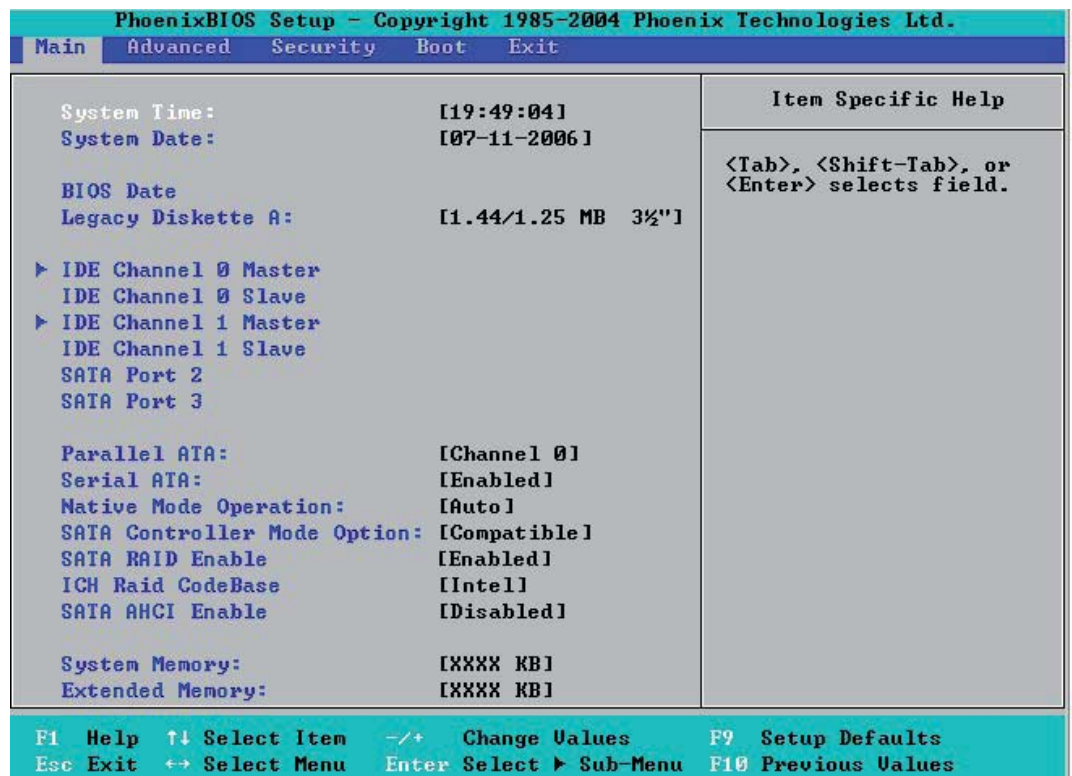 PhoenixBIOS Setup - Copyright 1985-2004 Phoenix Technologies Ltd.
Main Advanced Security Boot Exit
System Time: [19:49:04]
System Date: [07-11-2006]
BIOS Date
Legacy Diskette A: [1.44/1.25 MB 3½"]
▶ IDE Channel 0 Master
IDE Channel 0 Slave
▶ IDE Channel 1 Master
IDE Channel 1 Slave
SATA Port 2
SATA Port 3
Parallel ATA: [Channel 0]
Serial ATA: [Enabled]
Native Mode Operation: [Auto]
SATA Controller Mode Option: [Compatible]
SATA RAID Enable [Enabled]
ICH Raid CodeBase [Intel]
SATA AHCI Enable [Disabled]
System Memory: [XXXX KB]
Extended Memory: [XXXX KB]
Item Specific Help
<Tab>, <Shift-Tab>, or
<Enter> selects field.
F1 Help ↑↓ Select Item -/+ Change Values F9 Setup Defaults
Esc Exit ↔ Select Menu Enter Select ▶ Sub-Menu F10 Previous Values